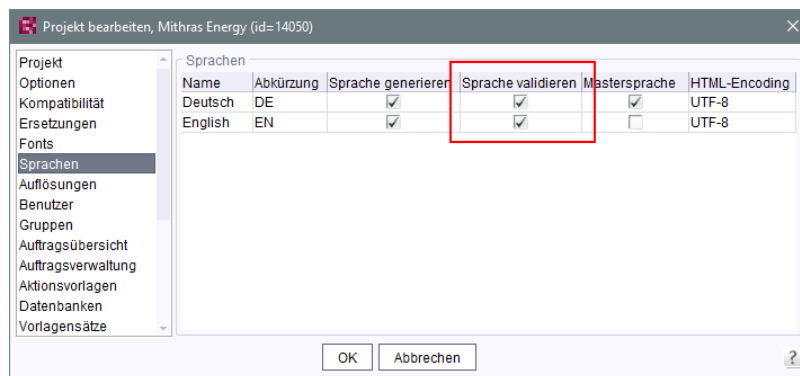 Projekt bearbeiten, Mithras Energy (id=14050)
Projekt
Optionen
Kompatibilität
Ersetzungen
Fonts
Sprachen
Auflösungen
Benutzer
Gruppen
Auftragsübersicht
Auftragsverwaltung
Aktionsvorlagen
Datenbanken
Vorlagensätze
Sprachen
Name Abkürzung Sprache generieren Sprache validieren Mastersprache HTML-Encoding
Deutsch DE UTF-8
English EN UTF-8
OK Abbrechen ?